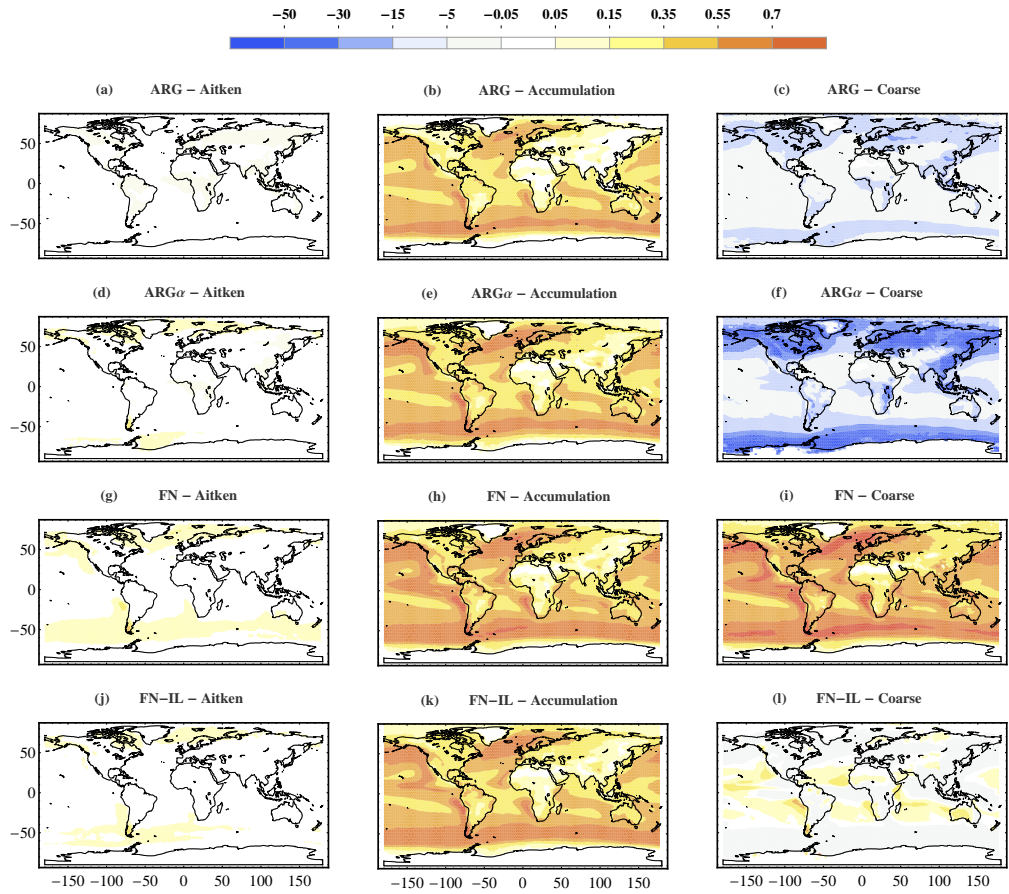 −50 −30 −15 −5 −0.05 0.05 0.15 0.35 0.55 0.7
(a) ARG − Aitken (b) ARG − Accumulation (c) ARG − Coarse
50
0
−50
(d) ARGα − Aitken (e) ARGα − Accumulation (f) ARGα − Coarse
50
0
−50
(g) FN − Aitken (h) FN − Accumulation (i) FN − Coarse
50
0
−50
(j) FN−IL − Aitken (k) FN−IL − Accumulation (l) FN−IL − Coarse
50
0
−50
−150 −100 −50 0 50 100 150 −150 −100 −50 0 50 100 150 −150 −100 −50 0 50 100 150